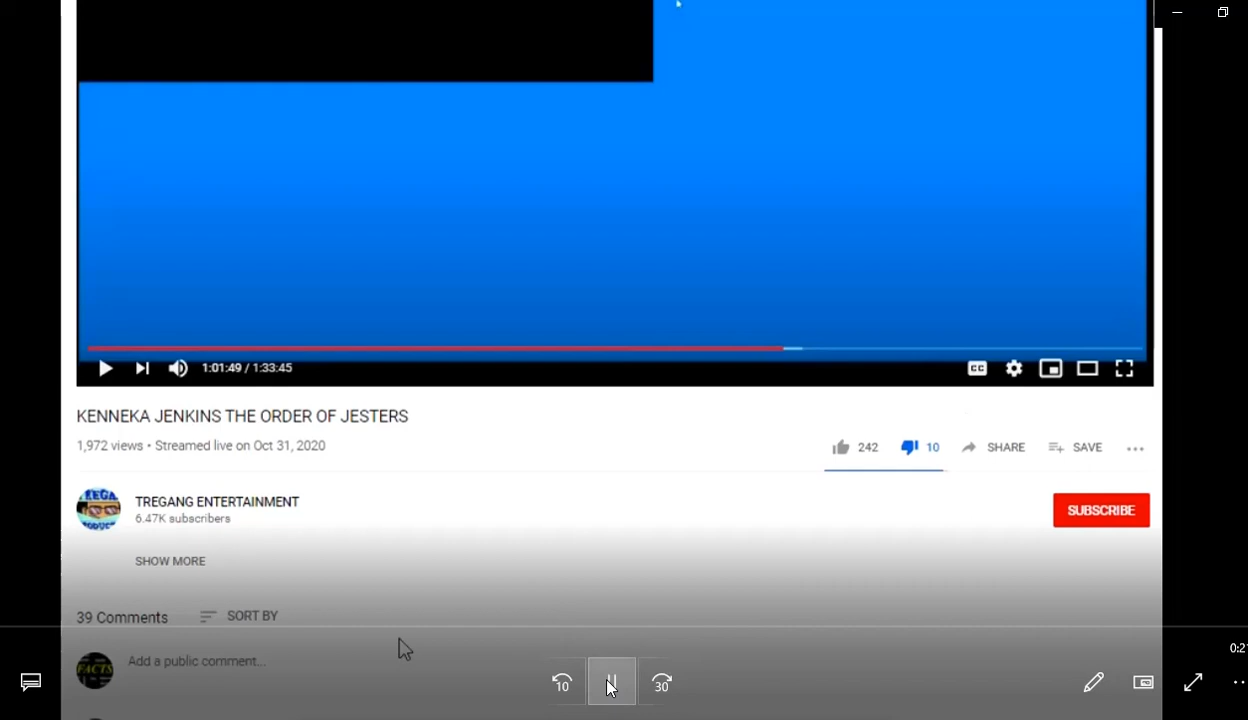 1:01:49 / 1:33:45
CC
KENNEKA JENKINS THE ORDER OF JESTERS
1,972 views • Streamed live on Oct 31, 2020
242
10
SHARE
SAVE
TREGANG ENTERTAINMENT
6.47K subscribers
SUBSCRIBE
SHOW MORE
39 Comments
SORT BY
FACTS
Add a public comment...
10
30